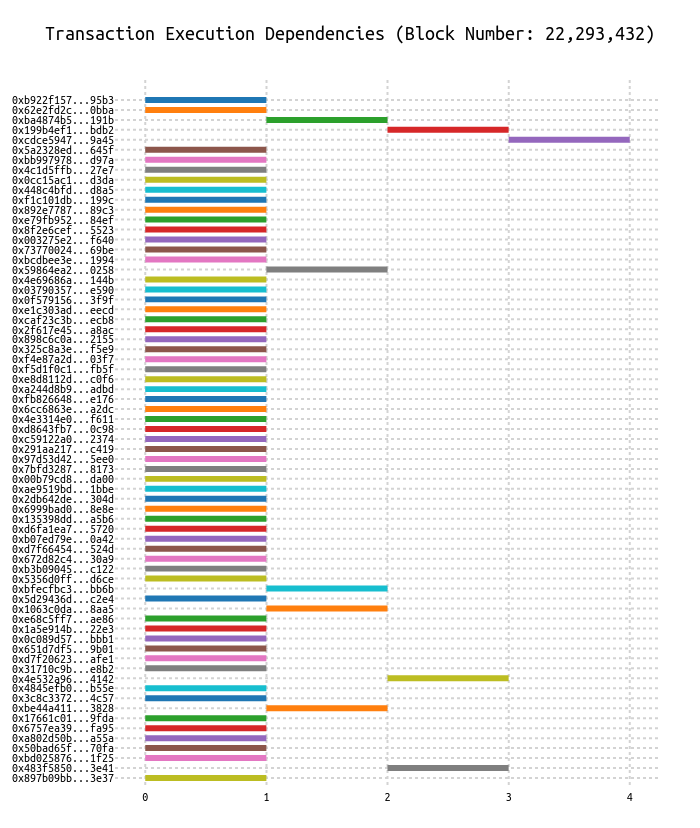 Transaction Execution Dependencies (Block Number: 22,293,432)
0xb922f157...95b3
0x62e2fd2c...0bba
0xba4874b5...191b
0x199b4ef1...bdb2
0xcdce5947...9a45
0x5a2328ed...645f
0xbb997978...d97a
0x4c1d5ffb...27e7
0x0cc15ac1...d3da
0x448c4bfd...d8a5
0xf1c101db...199c
0x892e7787...89c3
0xe79fb952...84ef
0x8f2e6cef...5523
0x003275e2...f640
0x73770024...69be
0xbcdbee3e...1994
0x59864ea2...0258
0x4e69686a...144b
0x03790357...e590
0x0f579156...3f9f
0xe1c303ad...eecd
0xcaf23c3b...ecb8
0x2f617e45...a8ac
0x898c6c0a...2155
0x325c8a3e...f5e9
0xf4e87a2d...03f7
0xf5d1f0c1...fb5f
0xe8d8112d...c0f6
0xa244d8b9...adbd
0xfb826648...e176
0x6cc6863e...a2dc
0x4e3314e0...f611
0xd8643fb7...0c98
0xc59122a0...2374
0x291aa217...c419
0x97d53d42...5ee0
0x7bfd3287...8173
0x00b79cd8...da00
0xae9519bd...1bbe
0x2db642de...304d
0x6999bad0...8e8e
0x135398dd...a5b6
0xd6fa1ea7...5720
0xb07ed79e...0a42
0xd7f66454...524d
0x672d82c4...30a9
0xb3b09045...c122
0x5356d0ff...d6ce
0xbfecfbc3...bb6b
0x5d29436d...c2e4
0x1063c0da...8aa5
0xe68c5ff7...ae86
0x1a5e914b...22e3
0x0c089d57...bbb1
0x651d7df5...9b01
0xd7f20623...afe1
0x31710c9b...e8b2
0x4e532a96...4142
0x4845efb0...b55e
0x3c8c3372...4c57
0xbe44a411...3828
0x17661c01...9fda
0x6757ea39...fa95
0xa802d50b...a55a
0x50bad65f...70fa
0xbd025876...1f25
0x483f5850...3e41
0x897b09bb...3e37
0 1 2 3 4